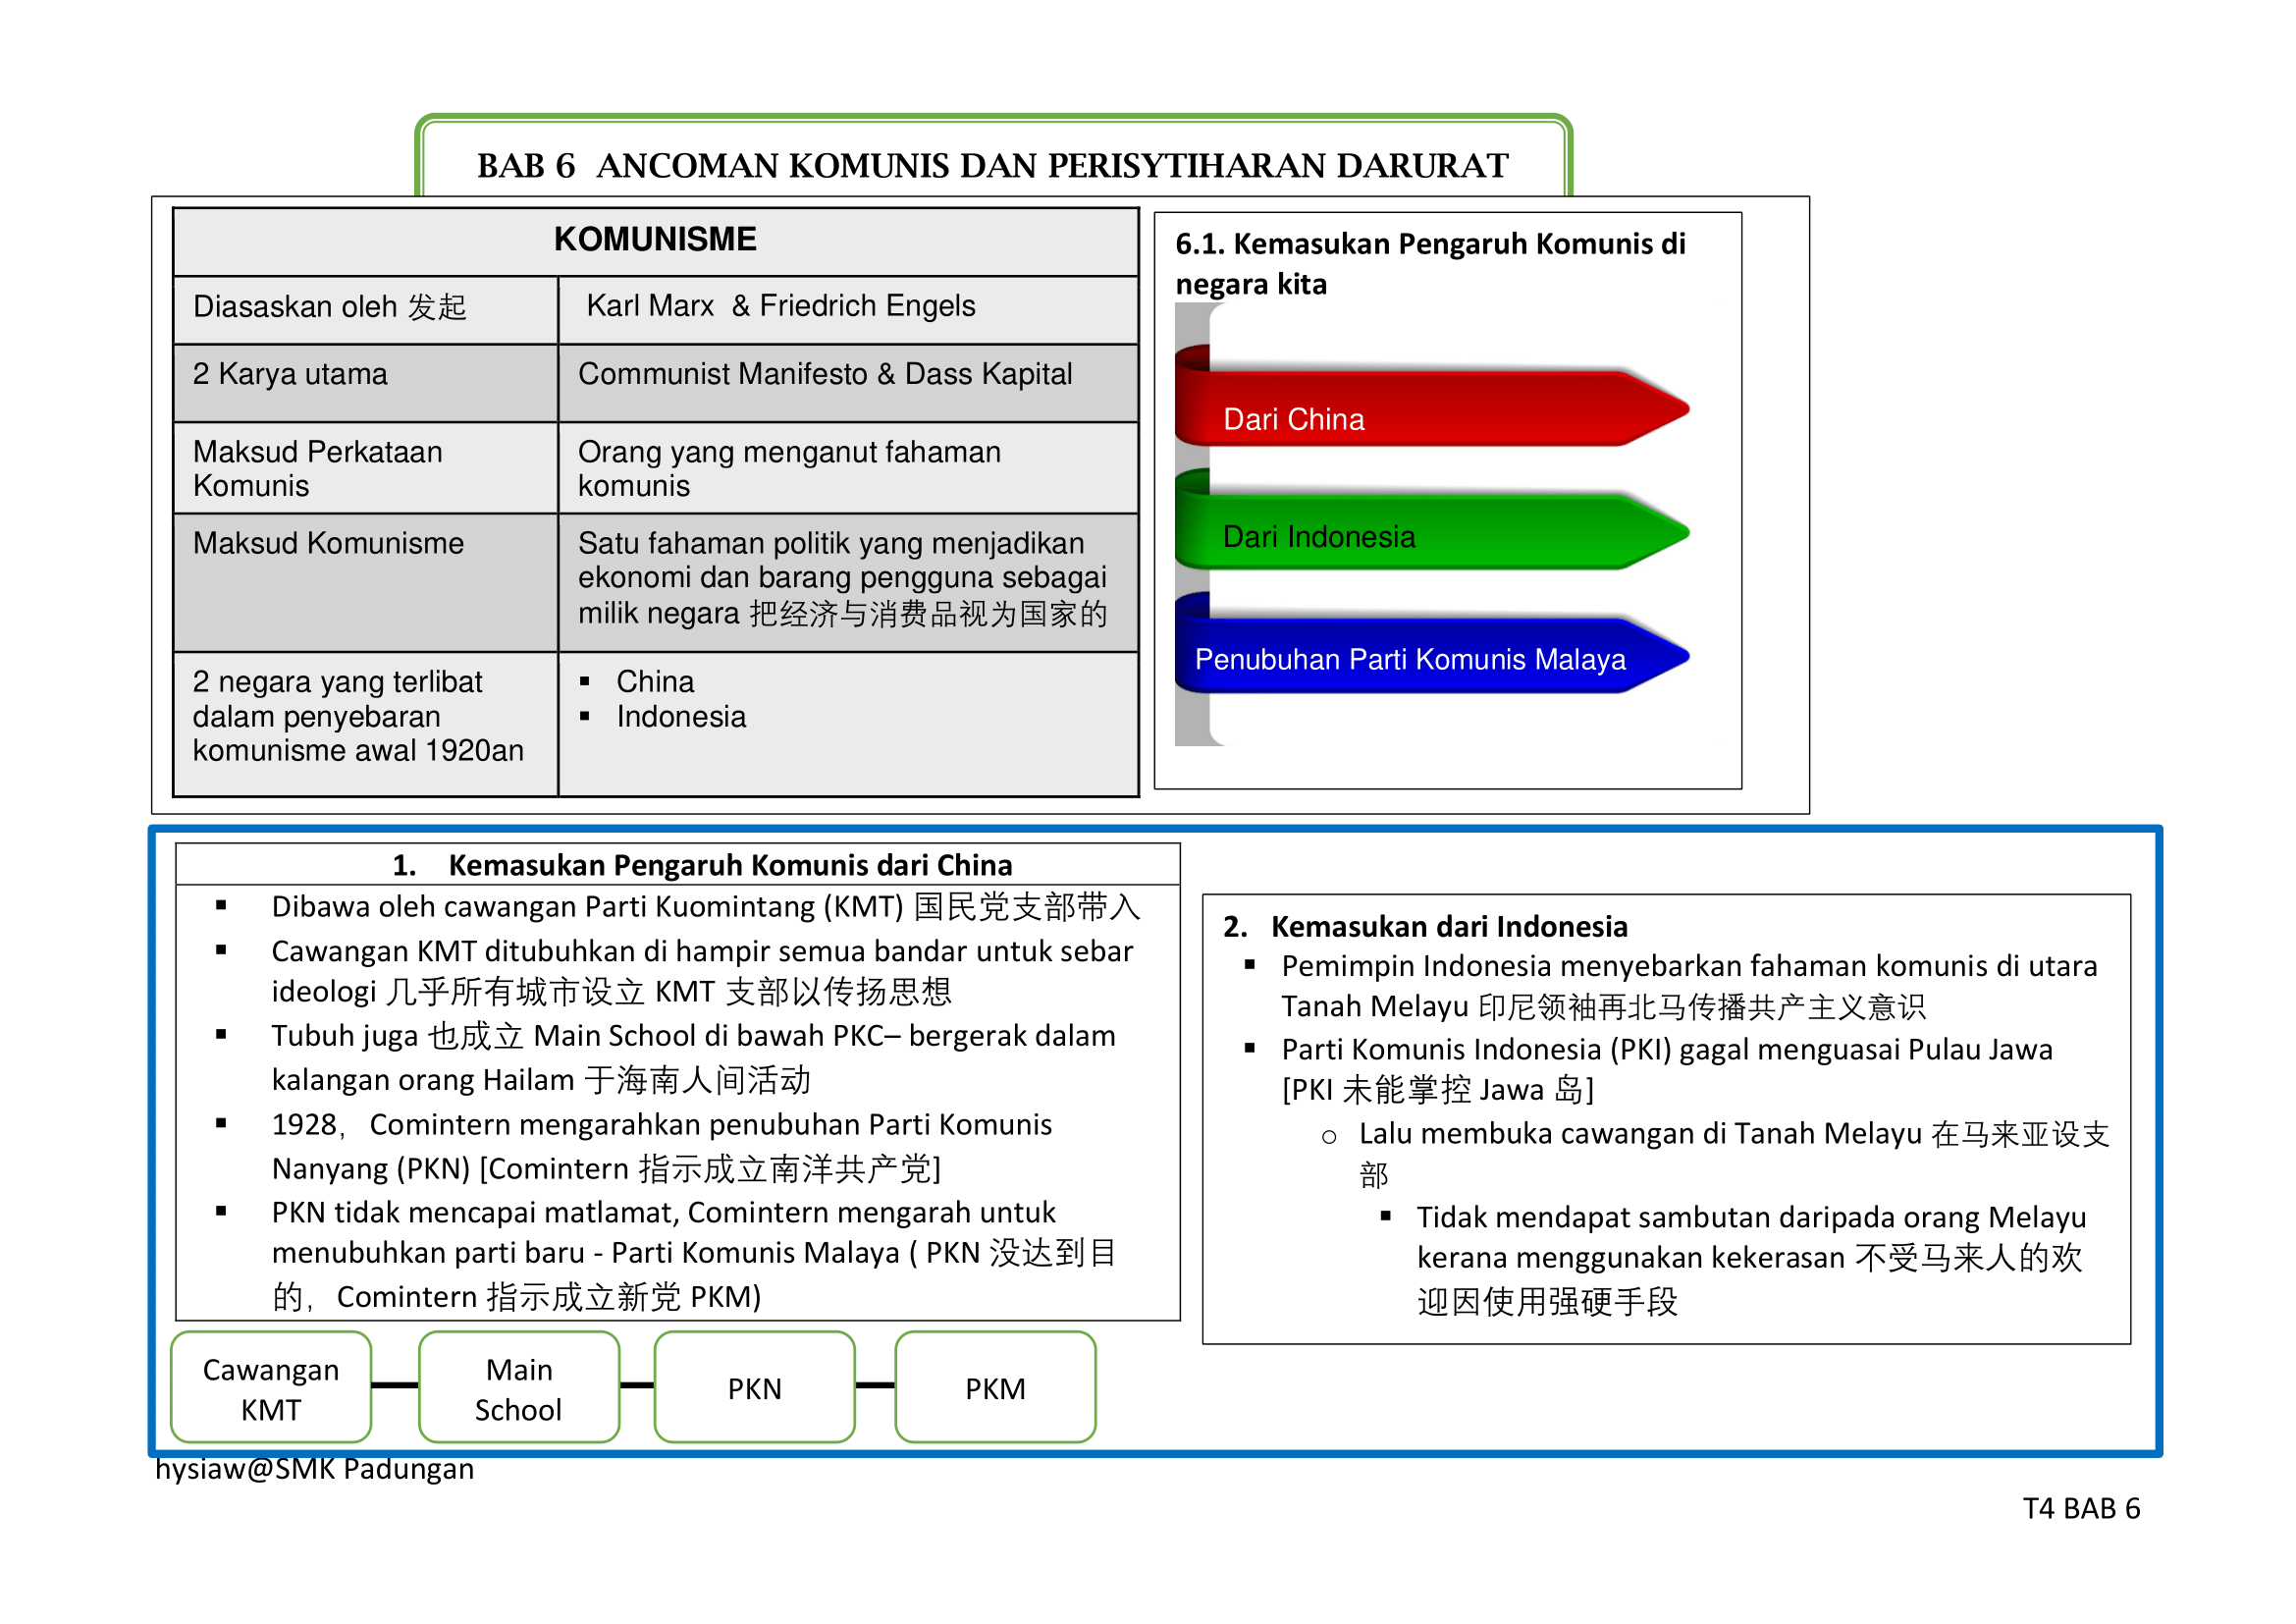 BAB 6  ANCOMAN KOMUNIS DAN PERISYTIHARAN DARURAT
KOMUNISME
Diasaskan oleh 发起
Karl Marx  & Friedrich Engels
2 Karya utama
Communist Manifesto & Dass Kapital
Maksud Perkataan
Komunis
Orang yang menganut fahaman
komunis
Maksud Komunisme
Satu fahaman politik yang menjadikan
ekonomi dan barang pengguna sebagai
milik negara 把经济与消费品视为国家的
2 negara yang terlibat
dalam penyebaran
komunisme awal 1920an
▪ China
▪ Indonesia
6.1. Kemasukan Pengaruh Komunis di
negara kita
Dari China
Dari Indonesia
Penubuhan Parti Komunis Malaya
1. Kemasukan Pengaruh Komunis dari China
▪ Dibawa oleh cawangan Parti Kuomintang (KMT) 国民党支部带入
▪ Cawangan KMT ditubuhkan di hampir semua bandar untuk sebar
ideologi 几乎所有城市设立 KMT 支部以传扬思想
▪ Tubuh juga 也成立 Main School di bawah PKC– bergerak dalam
kalangan orang Hailam 于海南人间活动
▪ 1928， Comintern mengarahkan penubuhan Parti Komunis
Nanyang (PKN) [Comintern 指示成立南洋共产党]
▪ PKN tidak mencapai matlamat, Comintern mengarah untuk
menubuhkan parti baru - Parti Komunis Malaya ( PKN 没达到目
的，Comintern 指示成立新党 PKM)
2. Kemasukan dari Indonesia
▪ Pemimpin Indonesia menyebarkan fahaman komunis di utara
Tanah Melayu 印尼领袖再北马传播共产主义意识
▪ Parti Komunis Indonesia (PKI) gagal menguasai Pulau Jawa
[PKI 未能掌控 Jawa 岛]
o Lalu membuka cawangan di Tanah Melayu 在马来亚设支
部
▪ Tidak mendapat sambutan daripada orang Melayu
kerana menggunakan kekerasan 不受马来人的欢
迎因使用强硬手段
Cawangan
KMT
Main
School
PKN
PKM
hysiaw@SMK Padungan
T4 BAB 6